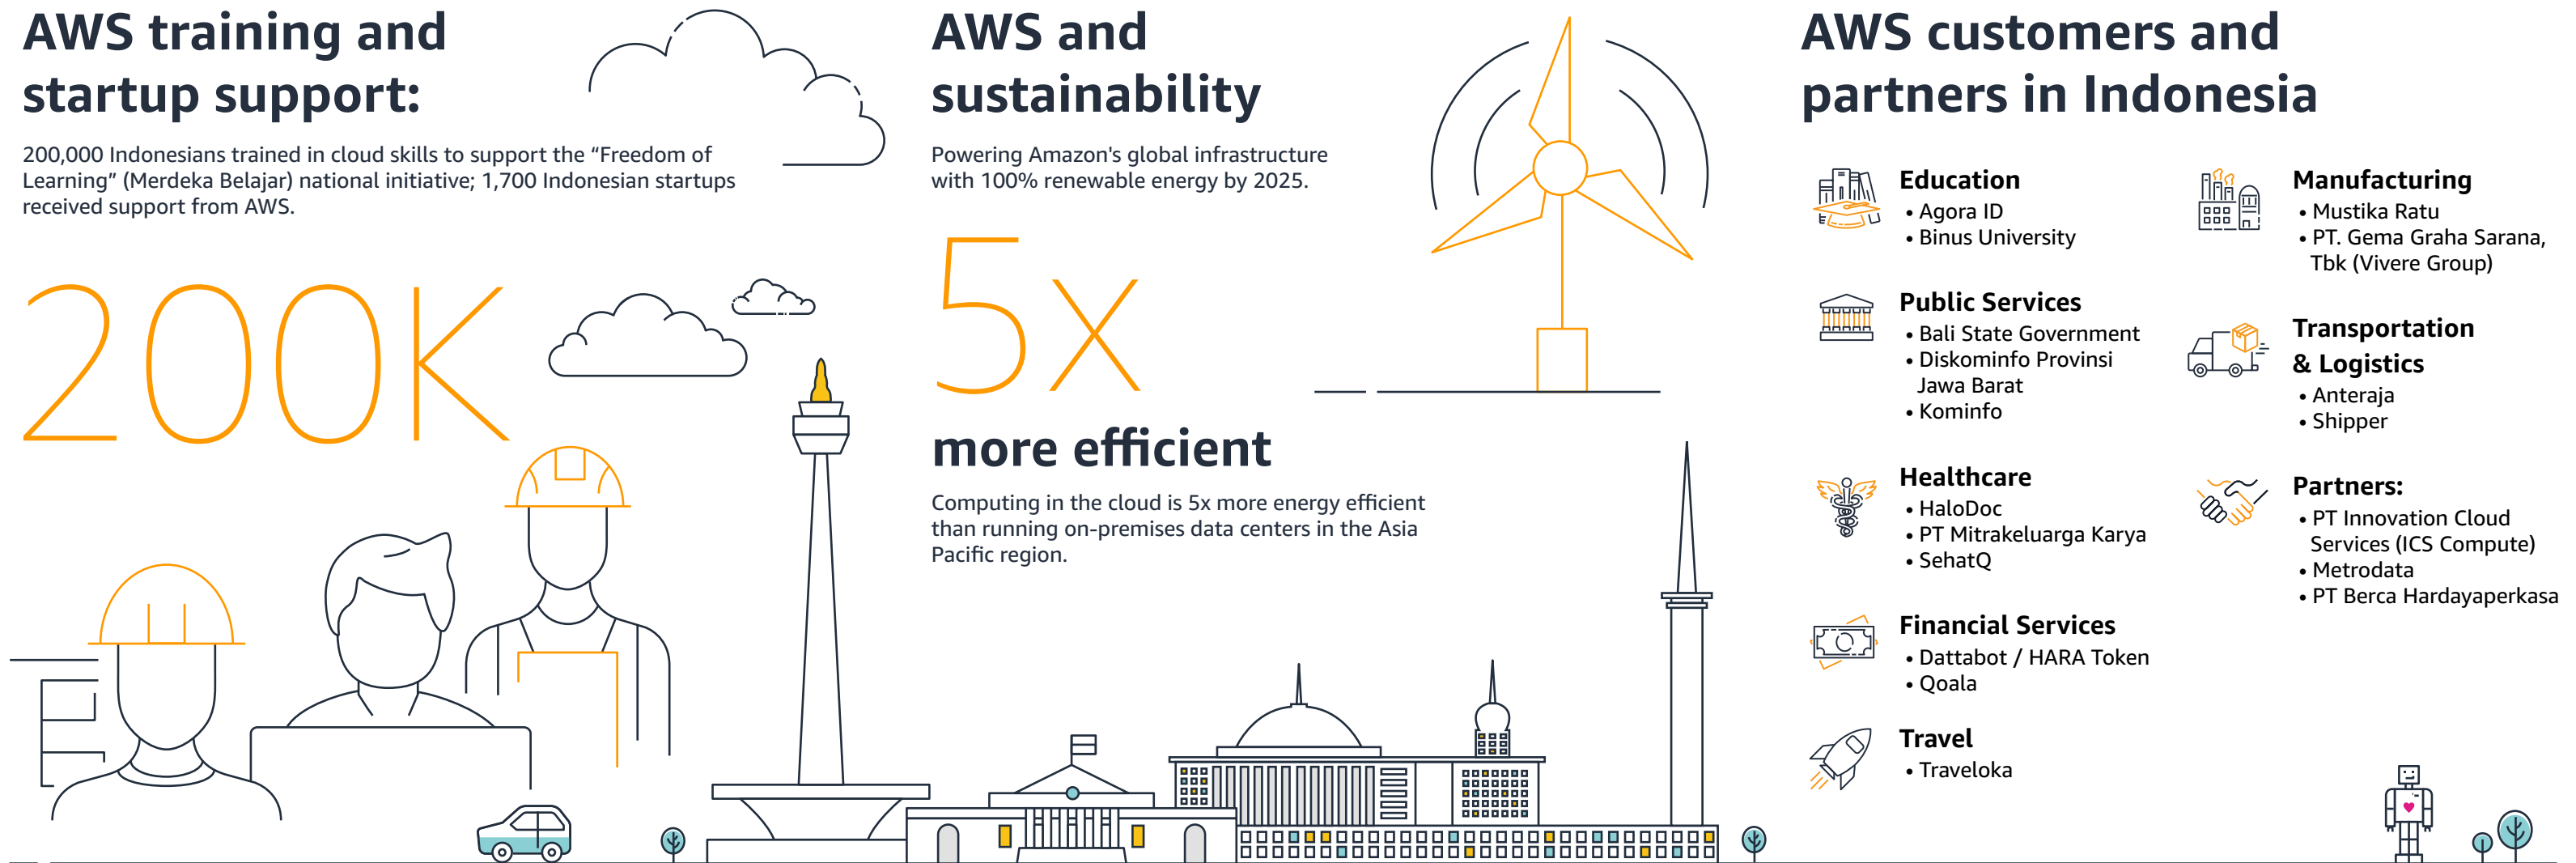 AWS training and
startup support:
200,000 Indonesians trained in cloud skills to support the “Freedom of
Learning” (Merdeka Belajar) national initiative; 1,700 Indonesian startups
received support from AWS.
200K
AWS and
sustainability
Powering Amazon's global infrastructure
with 100% renewable energy by 2025.
5x
more efficient
Computing in the cloud is 5x more energy efficient
than running on-premises data centers in the Asia
Pacific region.
AWS customers and
partners in Indonesia
Education
• Agora ID
• Binus University
Public Services
• Bali State Government
• Diskominfo Provinsi
Jawa Barat
• Kominfo
Healthcare
• HaloDoc
• PT Mitrakeluarga Karya
• SehatQ
Financial Services
• Dattabot / HARA Token
• Qoala
Travel
• Traveloka
Manufacturing
• Mustika Ratu
• PT. Gema Graha Sarana,
Tbk (Vivere Group)
Transportation
& Logistics
• Anteraja
• Shipper
Partners:
• PT Innovation Cloud
Services (ICS Compute)
• Metrodata
• PT Berca Hardayaperkasa